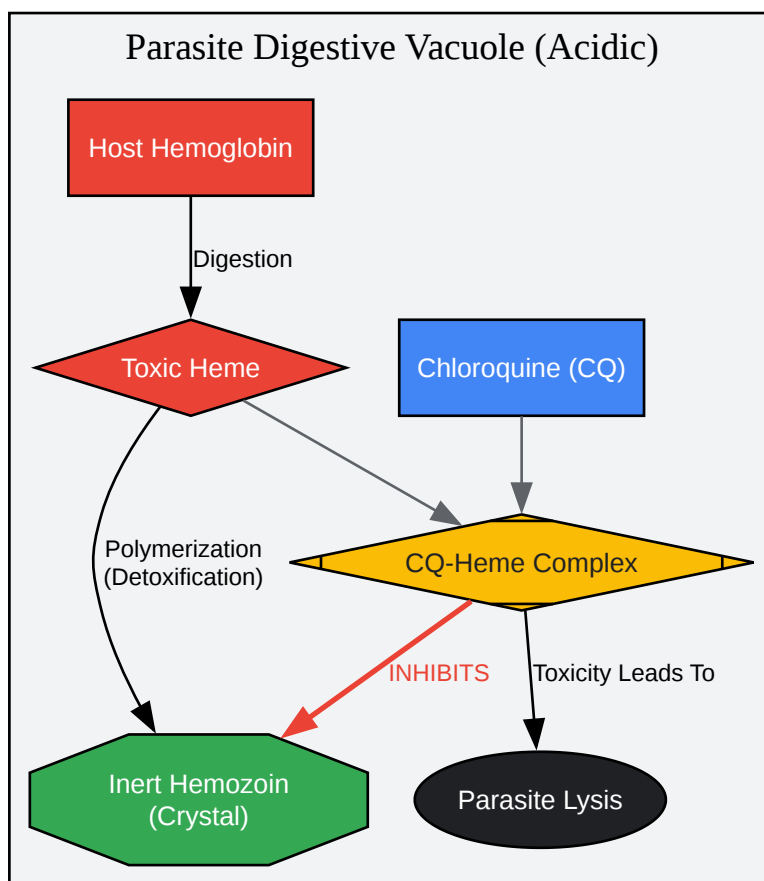 Parasite Digestive Vacuole (Acidic)
Host Hemoglobin
Digestion
Toxic Heme
Chloroquine (CQ)
Polymerization
(Detoxification)
CQ-Heme Complex
INHIBITS
Toxicity Leads To
Inert Hemozoin
(Crystal)
Parasite Lysis